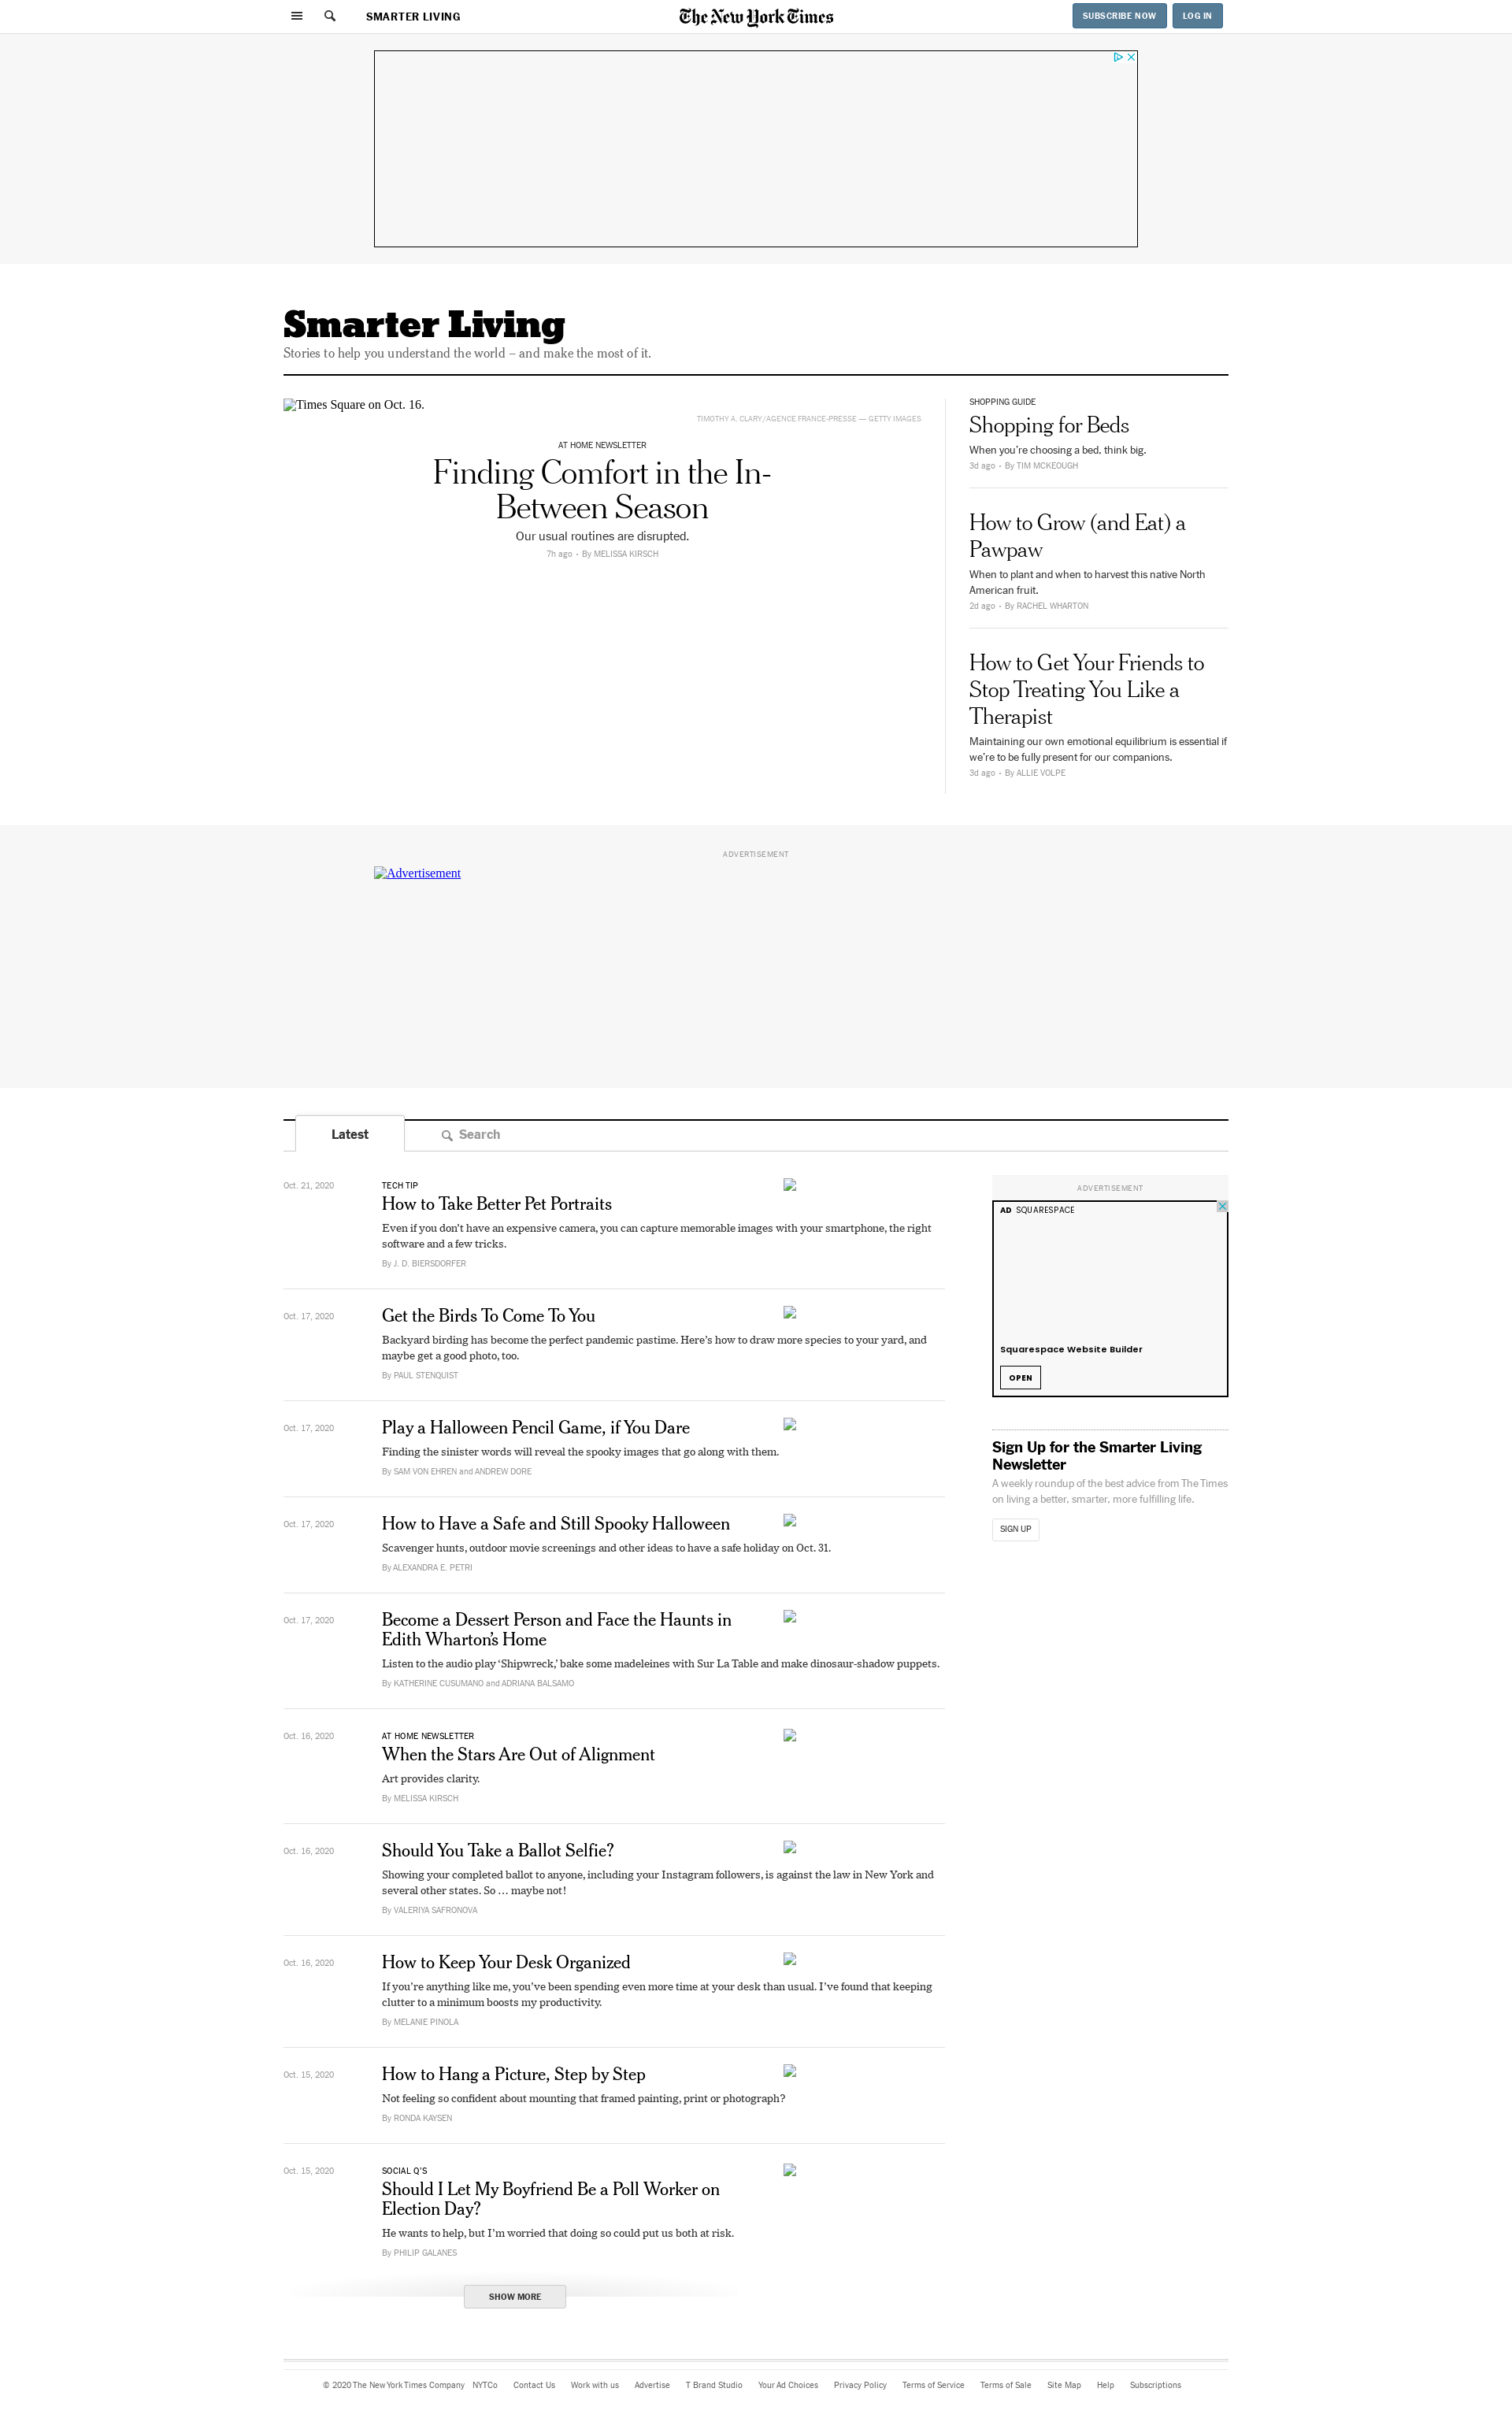 SMARTER LIVING
The New York Times
SUBSCRIBE NOW
LOG IN
Smarter Living
Stories to help you understand the world – and make the most of it.
Times Square on Oct. 16.
TIMOTHY A. CLARY/AGENCE FRANCE-PRESSE — GETTY IMAGES
AT HOME NEWSLETTER
Finding Comfort in the In-
Between Season
Our usual routines are disrupted.
7h ago • By MELISSA KIRSCH
SHOPPING GUIDE
Shopping for Beds
When you’re choosing a bed, think big.
3d ago • By TIM MCKEOUGH
How to Grow (and Eat) a
Pawpaw
When to plant and when to harvest this native North
American fruit.
2d ago • By RACHEL WHARTON
How to Get Your Friends to
Stop Treating You Like a
Therapist
Maintaining our own emotional equilibrium is essential if
we’re to be fully present for our companions.
3d ago • By ALLIE VOLPE
ADVERTISEMENT
Advertisement
Latest
Search
Oct. 21, 2020
TECH TIP
How to Take Better Pet Portraits
Even if you don’t have an expensive camera, you can capture memorable images with your smartphone, the right
software and a few tricks.
By J. D. BIERSDORFER
Oct. 17, 2020
Get the Birds To Come To You
Backyard birding has become the perfect pandemic pastime. Here’s how to draw more species to your yard, and
maybe get a good photo, too.
By PAUL STENQUIST
Oct. 17, 2020
Play a Halloween Pencil Game, if You Dare
Finding the sinister words will reveal the spooky images that go along with them.
By SAM VON EHREN and ANDREW DORE
Oct. 17, 2020
How to Have a Safe and Still Spooky Halloween
Scavenger hunts, outdoor movie screenings and other ideas to have a safe holiday on Oct. 31.
By ALEXANDRA E. PETRI
Oct. 17, 2020
Become a Dessert Person and Face the Haunts in
Edith Wharton’s Home
Listen to the audio play ‘Shipwreck,’ bake some madeleines with Sur La Table and make dinosaur-shadow puppets.
By KATHERINE CUSUMANO and ADRIANA BALSAMO
Oct. 16, 2020
AT HOME NEWSLETTER
When the Stars Are Out of Alignment
Art provides clarity.
By MELISSA KIRSCH
Oct. 16, 2020
Should You Take a Ballot Selfie?
Showing your completed ballot to anyone, including your Instagram followers, is against the law in New York and
several other states. So … maybe not!
By VALERIYA SAFRONOVA
Oct. 16, 2020
How to Keep Your Desk Organized
If you’re anything like me, you’ve been spending even more time at your desk than usual. I’ve found that keeping
clutter to a minimum boosts my productivity.
By MELANIE PINOLA
Oct. 15, 2020
How to Hang a Picture, Step by Step
Not feeling so confident about mounting that framed painting, print or photograph?
By RONDA KAYSEN
Oct. 15, 2020
SOCIAL Q’S
Should I Let My Boyfriend Be a Poll Worker on
Election Day?
He wants to help, but I’m worried that doing so could put us both at risk.
By PHILIP GALANES
SHOW MORE
ADVERTISEMENT
AD SQUARESPACE
Squarespace Website Builder
OPEN
Sign Up for the Smarter Living
Newsletter
A weekly roundup of the best advice from The Times
on living a better, smarter, more fulfilling life.
SIGN UP
© 2020 The New York Times Company NYTCo Contact Us Work with us Advertise T Brand Studio Your Ad Choices Privacy Policy Terms of Service Terms of Sale Site Map Help Subscriptions